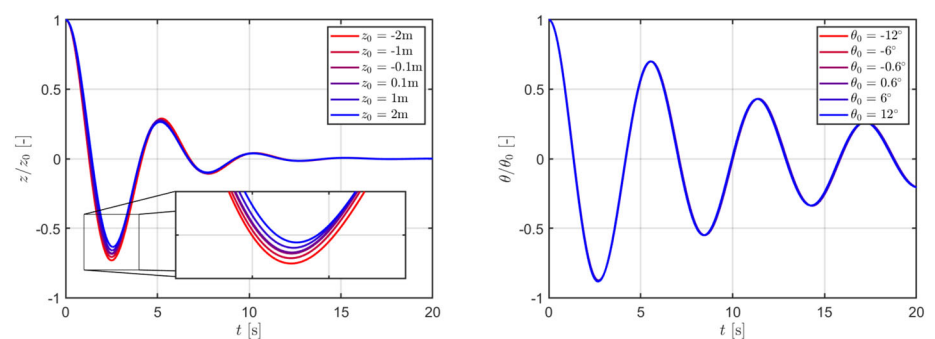 1
0.5
0
-0.5
-1
z/z₀ [-]
z₀ = -2m
z₀ = -1m
z₀ = -0.1m
z₀ = 0.1m
z₀ = 1m
z₀ = 2m
0 5 10 15 20
t [s]
1
0.5
0
-0.5
-1
θ/θ₀ [-]
θ₀ = -12°
θ₀ = -6°
θ₀ = -0.6°
θ₀ = 0.6°
θ₀ = 6°
θ₀ = 12°
0 5 10 15 20
t [s]